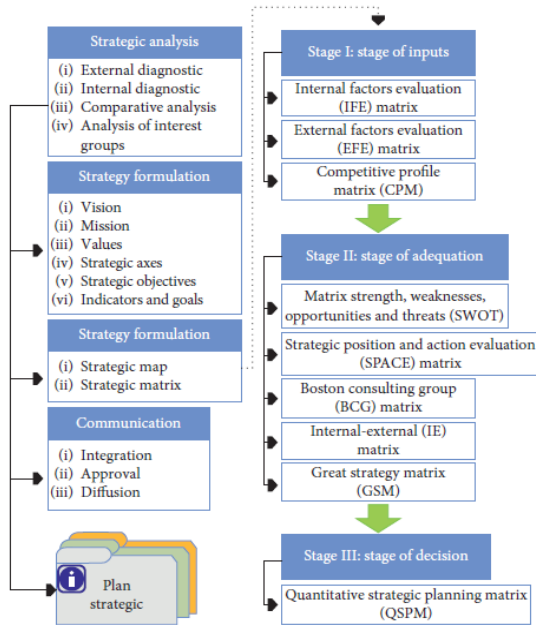 Strategic analysis
(i) External diagnostic
(ii) Internal diagnostic
(iii) Comparative analysis
(iv) Analysis of interest
groups
Strategy formulation
(i) Vision
(ii) Mission
(iii) Values
(iv) Strategic axes
(v) Strategic objectives
(vi) Indicators and goals
Strategy formulation
(i) Strategic map
(ii) Strategic matrix
Communication
(i) Integration
(ii) Approval
(iii) Diffusion
i
Plan
strategic
Stage I: stage of inputs
Internal factors evaluation
(IFE) matrix
External factors evaluation
(EFE) matrix
Competitive profile
matrix (CPM)
Stage II: stage of adequation
Matrix strength, weaknesses,
opportunities and threats (SWOT)
Strategic position and action evaluation
(SPACE) matrix
Boston consulting group
(BCG) matrix
Internal-external (IE)
matrix
Great strategy matrix
(GSM)
Stage III: stage of decision
Quantitative strategic planning matrix
(QSPM)